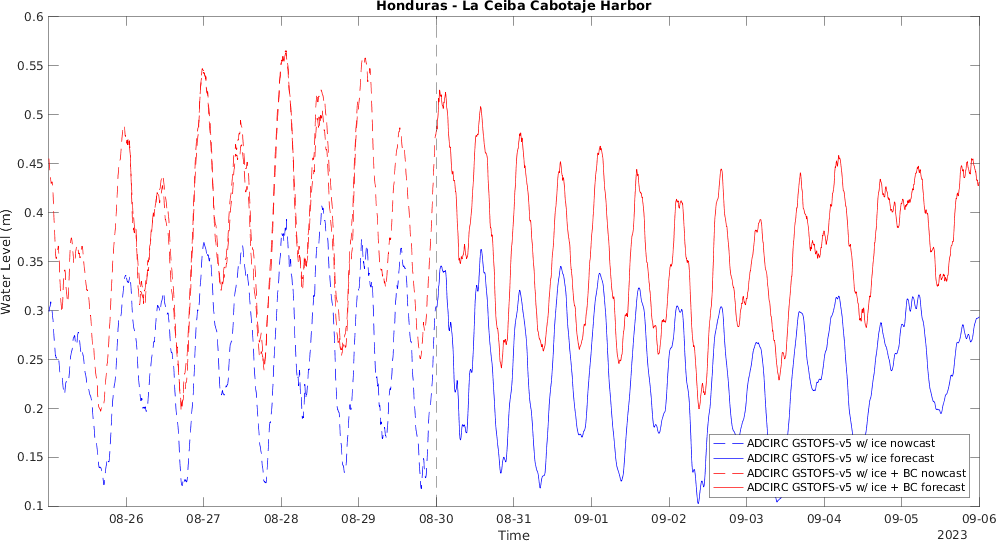 Honduras - La Ceiba Cabotaje Harbor
0.6
0.55
0.5
0.45
0.4
0.35
0.3
0.25
0.2
0.15
0.1
Water Level (m)
ADCIRC GSTOFS-v5 w/ ice nowcast
ADCIRC GSTOFS-v5 w/ ice forecast
ADCIRC GSTOFS-v5 w/ ice + BC nowcast
ADCIRC GSTOFS-v5 w/ ice + BC forecast
08-26 08-27 08-28 08-29 08-30 08-31 09-01 09-02 09-03 09-04 09-05 09-06
Time
2023